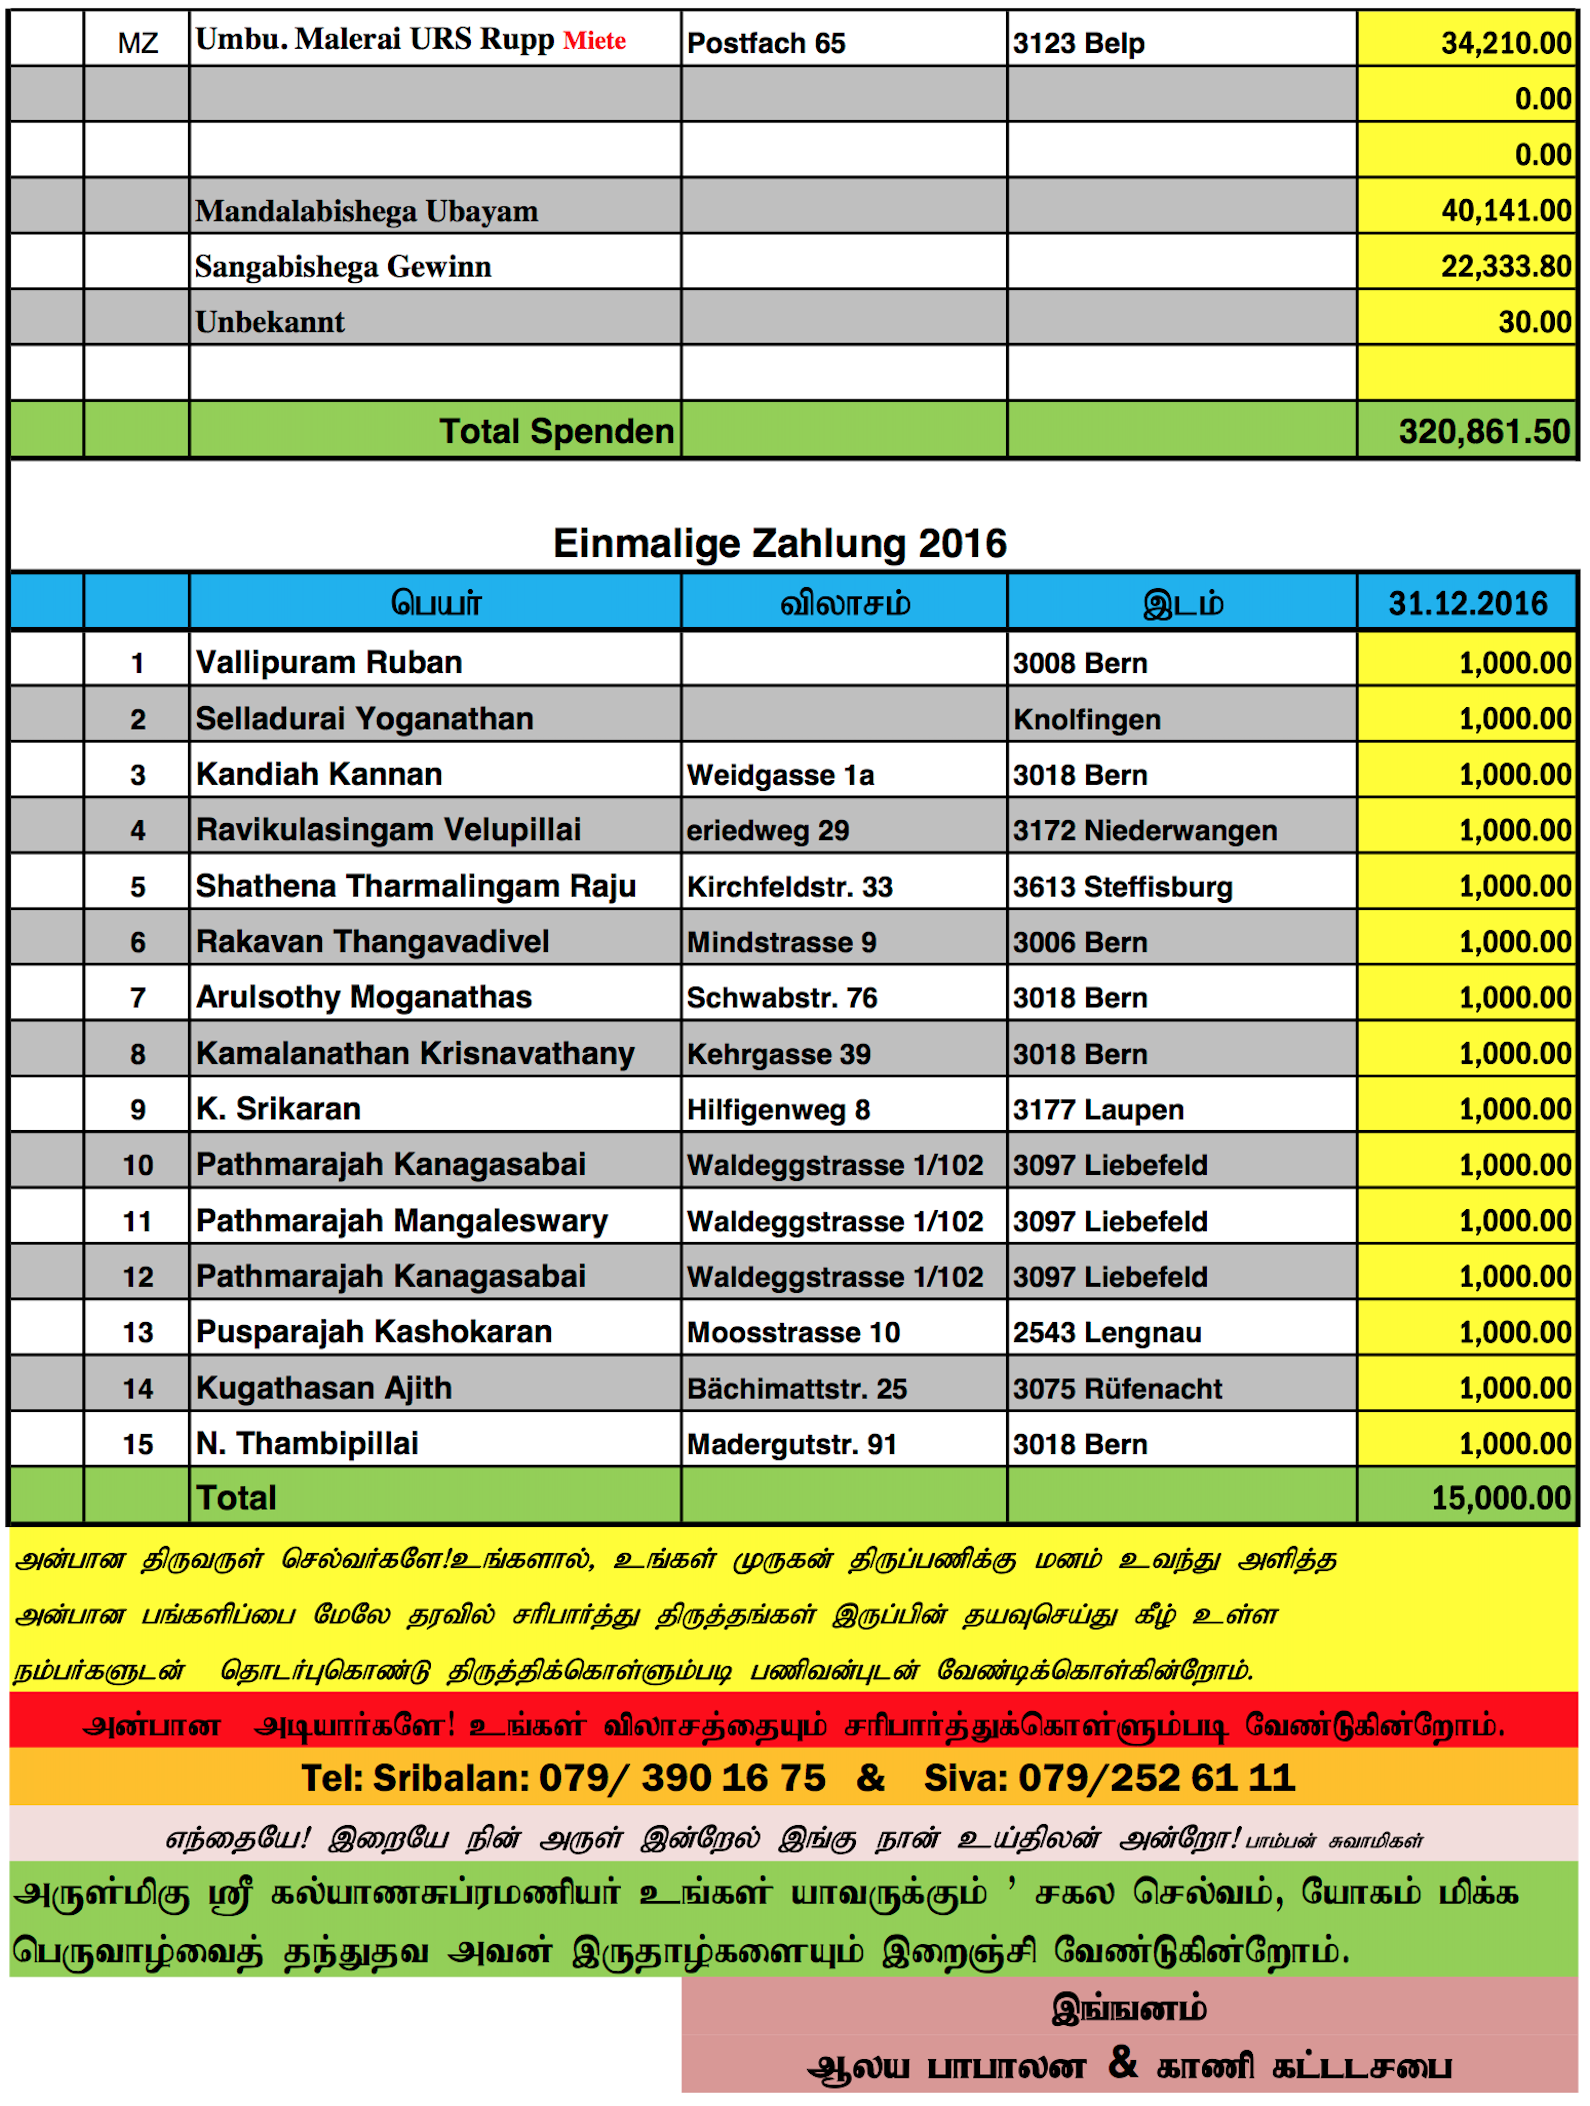 MZ Umbu. Malerai URS Rupp Miete Postfach 65 3123 Belp 34,210.00
0.00
0.00
Mandalabishega Ubayam 40,141.00
Sangabishega Gewinn 22,333.80
Unbekannt 30.00
Total Spenden 320,861.50
Einmalige Zahlung 2016
பெயர் விலாசம் இடம் 31.12.2016
1 Vallipuram Ruban 3008 Bern 1,000.00
2 Selladurai Yoganathan Knolfingen 1,000.00
3 Kandiah Kannan Weidgasse 1a 3018 Bern 1,000.00
4 Ravikulasingam Velupillai eriedweg 29 3172 Niederwangen 1,000.00
5 Shathena Tharmalingam Raju Kirchfeldstr. 33 3613 Steffisburg 1,000.00
6 Rakavan Thangavadivel Mindstrasse 9 3006 Bern 1,000.00
7 Arulsothy Moganathas Schwabstr. 76 3018 Bern 1,000.00
8 Kamalanathan Krisnavathany Kehrgasse 39 3018 Bern 1,000.00
9 K. Srikaran Hilfigenweg 8 3177 Laupen 1,000.00
10 Pathmarajah Kanagasabai Waldeggstrasse 1/102 3097 Liebefeld 1,000.00
11 Pathmarajah Mangaleswary Waldeggstrasse 1/102 3097 Liebefeld 1,000.00
12 Pathmarajah Kanagasabai Waldeggstrasse 1/102 3097 Liebefeld 1,000.00
13 Pusparajah Kashokaran Moosstrasse 10 2543 Lengnau 1,000.00
14 Kugathasan Ajith Bächimattstr. 25 3075 Rüfenacht 1,000.00
15 N. Thambipillai Madergutstr. 91 3018 Bern 1,000.00
Total 15,000.00
அன்பான திருவருள் செல்வர்களே!உங்களால், உங்கள் முருகன் திருப்பணிக்கு மனம் உவந்து அளித்த
அன்பான பங்களிப்பை மேலே தரவில் சரிபார்த்து திருத்தங்கள் இருப்பின் தயவுசெய்து கீழ் உள்ள
நம்பர்களுடன் தொடர்புகொண்டு திருத்திக்கொள்ளும்படி பணிவன்புடன் வேண்டிக்கொள்கின்றோம்.
அன்பான அடியார்களே! உங்கள் விலாசத்தையும் சரிபார்த்துக்கொள்ளும்படி வேண்டுகின்றோம்.
Tel: Sribalan: 079/ 390 16 75 & Siva: 079/252 61 11
எந்தையே! இறையே நின் அருள் இன்றேல் இங்கு நான் உய்திலன் அன்றோ! பாம்பன் சுவாமிகள்
அருள்மிகு ஸ்ரீ கல்யாணசுப்ரமணியர் உங்கள் யாவருக்கும் ’ சகல செல்வம், யோகம் மிக்க
பெருவாழ்வைத் தந்துதவ அவன் இருதாழ்களையும் இறைஞ்சி வேண்டுகின்றோம்.
இங்ஙனம்
ஆலய பாபாலன & காணி கட்டடசபை